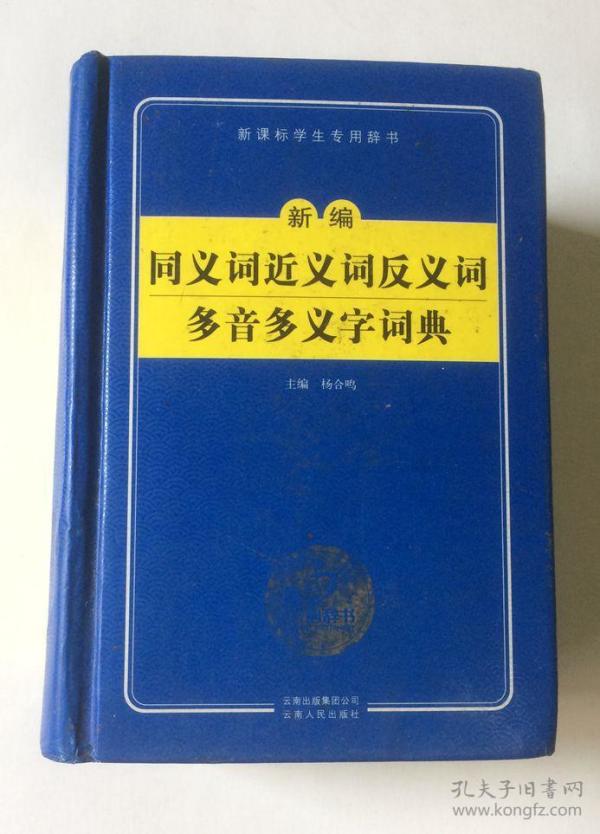 新课标学生专用辞书
新编
同义词近义词反义词
多音多义字词典
主编 杨合鸣
辞书
云南出版集团公司
云南人民出版社
孔夫子旧書网
www.kongfz.com